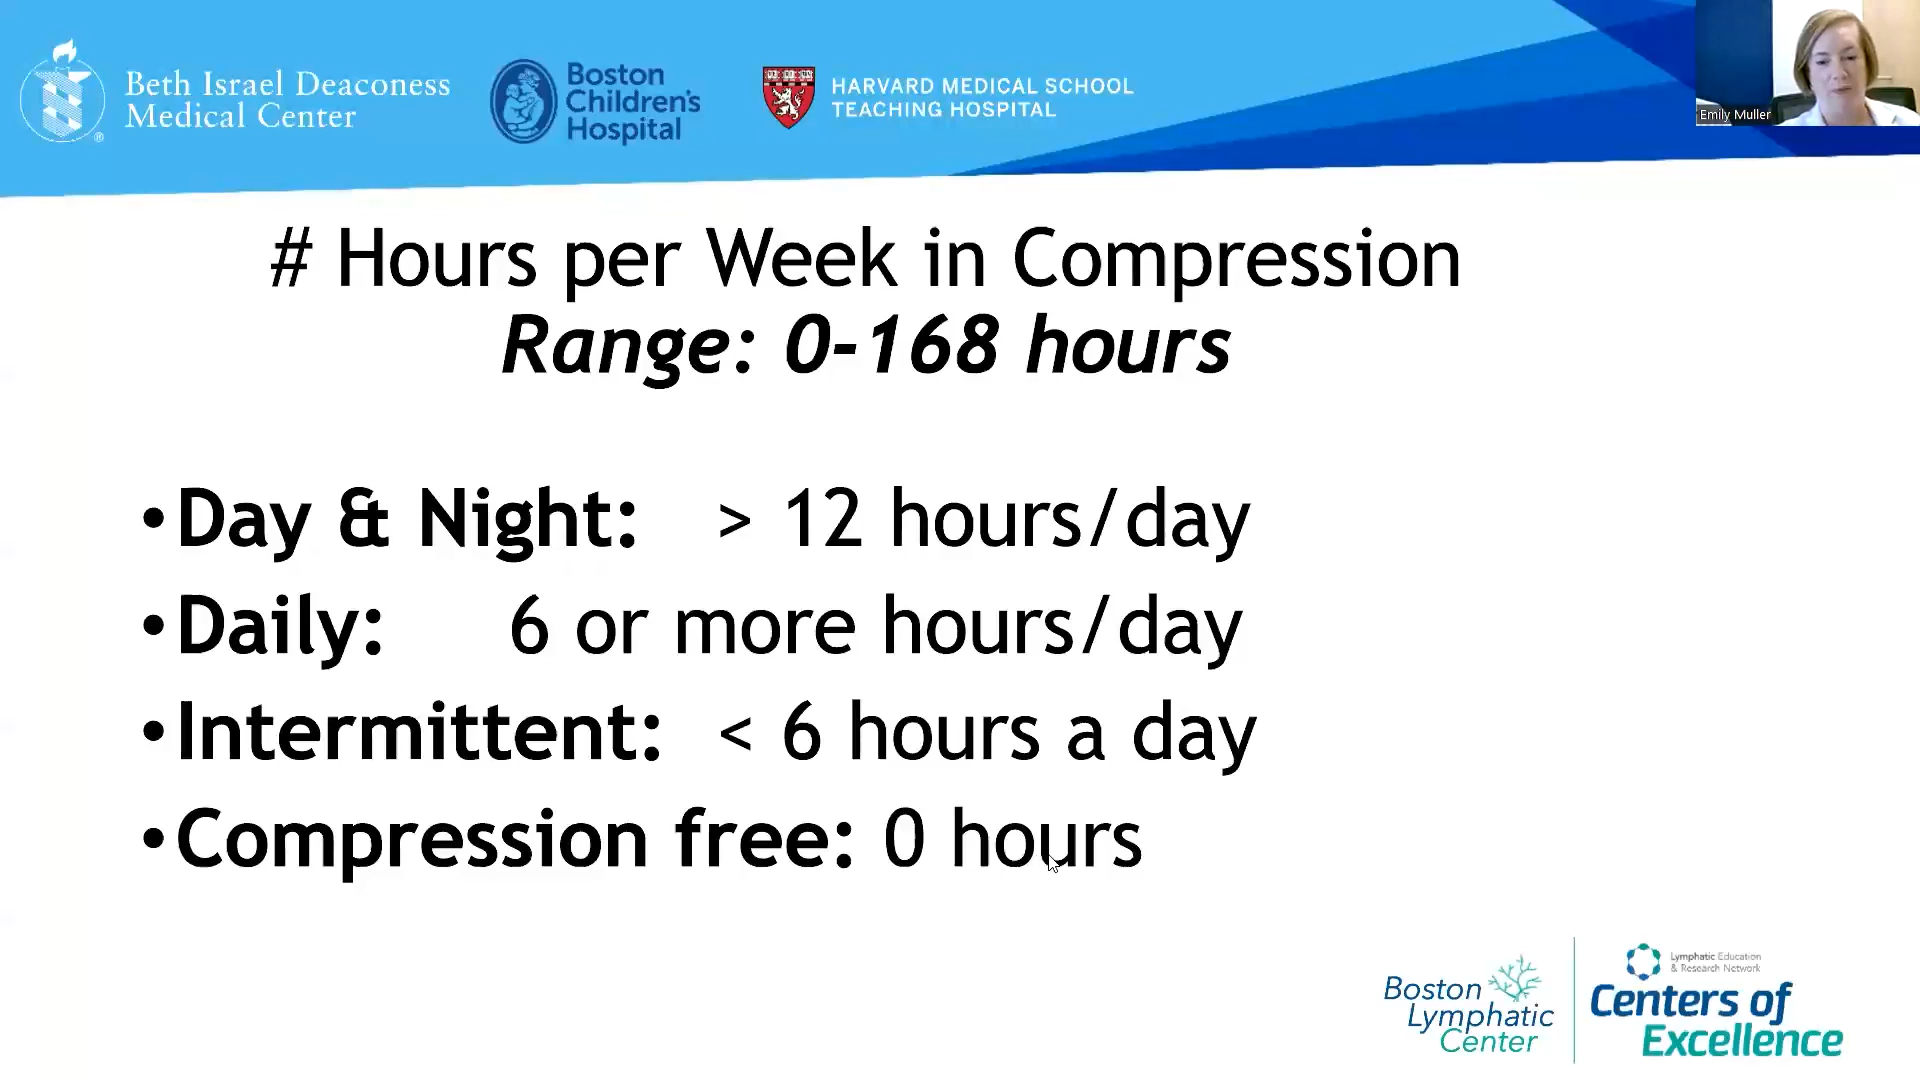 Beth Israel Deaconess
Medical Center
®
Boston
Children's
Hospital
HARVARD MEDICAL SCHOOL
TEACHING HOSPITAL
Emily Muller
# Hours per Week in Compression
Range: 0-168 hours
•Day & Night: > 12 hours/day
•Daily: 6 or more hours/day
•Intermittent: < 6 hours a day
•Compression free: 0 hours
Boston
Lymphatic
Center
Lymphatic Education
& Research Network
Centers of
Excellence